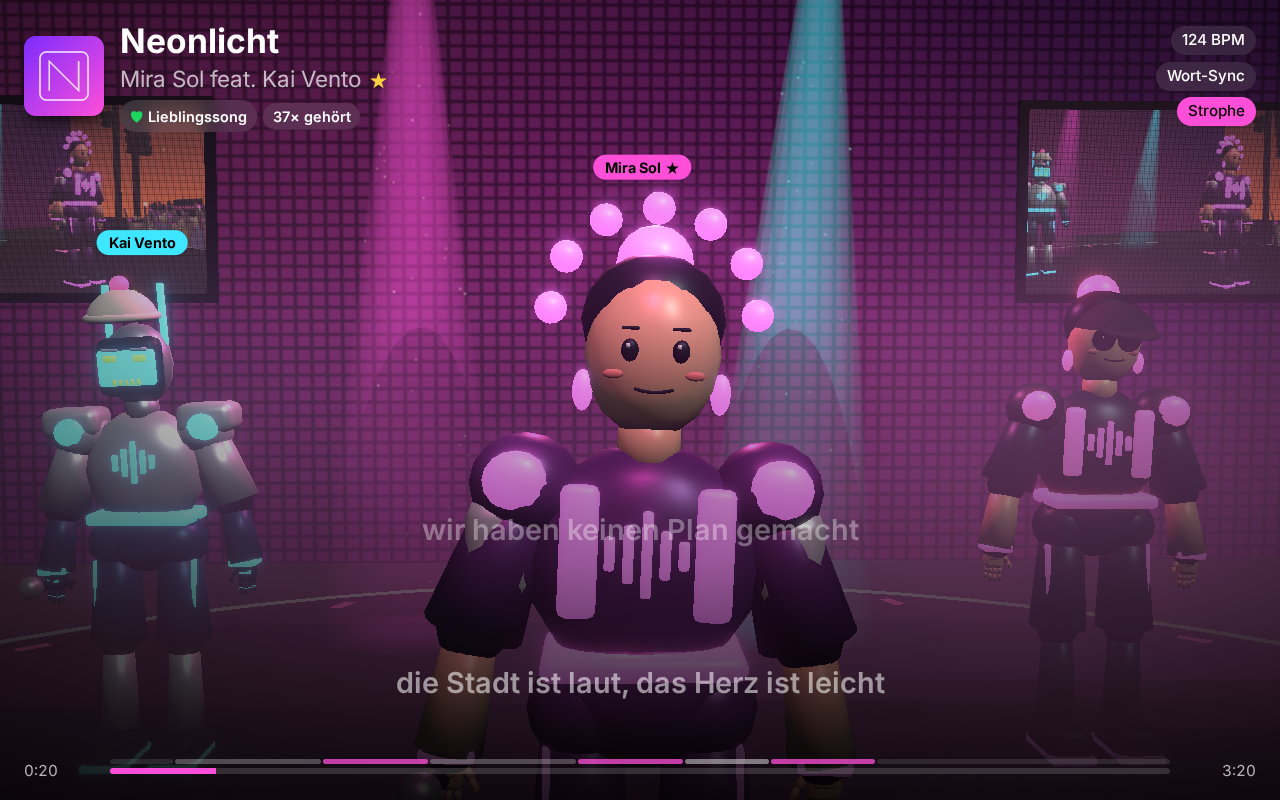 N
Neonlicht
Mira Sol feat. Kai Vento ★
Lieblingssong
37× gehört
124 BPM
Wort-Sync
Strophe
Mira Sol ★
Kai Vento
wir haben keinen Plan gemacht
die Stadt ist laut, das Herz ist leicht
0:20
3:20